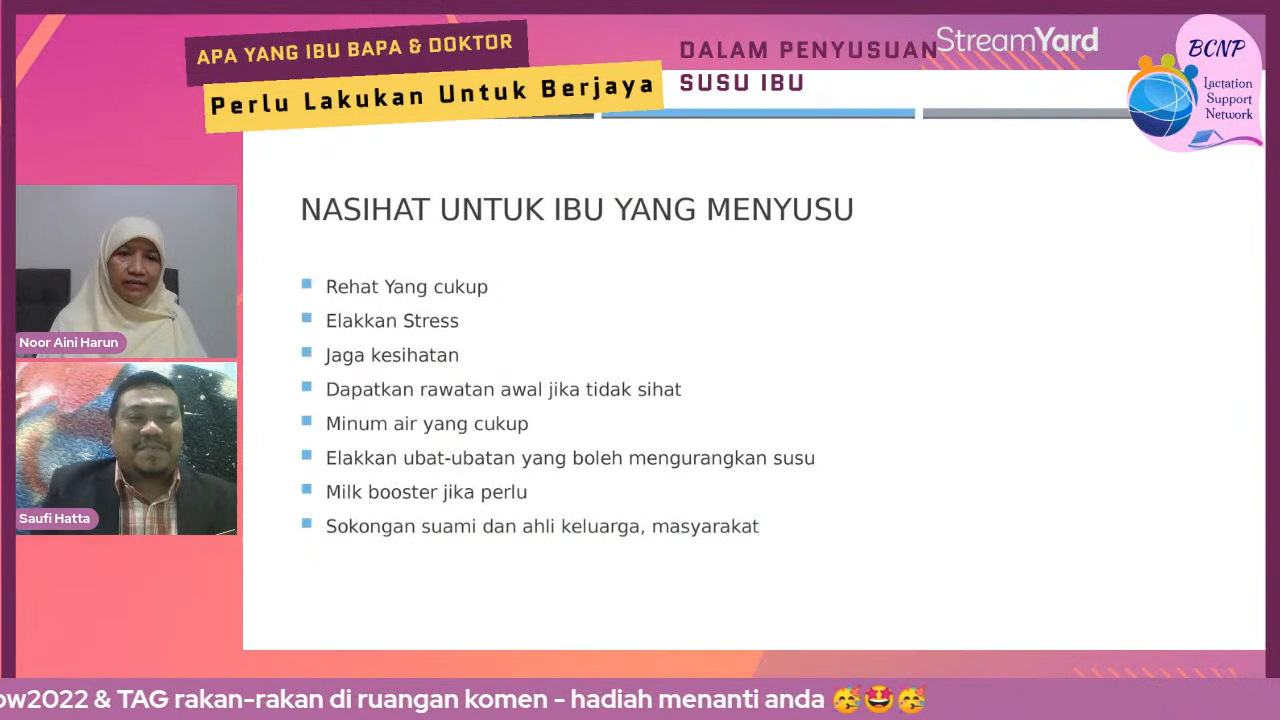 APA YANG IBU BAPA & DOKTOR
Perlu Lakukan Untuk Berjaya
DALAM PENYUSUAN
SUSU IBU
StreamYard
BCNP
Lactation
Support
Network
NASIHAT UNTUK IBU YANG MENYUSU
Rehat Yang cukup
Elakkan Stress
Jaga kesihatan
Dapatkan rawatan awal jika tidak sihat
Minum air yang cukup
Elakkan ubat-ubatan yang boleh mengurangkan susu
Milk booster jika perlu
Sokongan suami dan ahli keluarga, masyarakat
Noor Aini Harun
Saufi Hatta
ow2022 & TAG rakan-rakan di ruangan komen - hadiah menanti anda 🥳🤩🥳